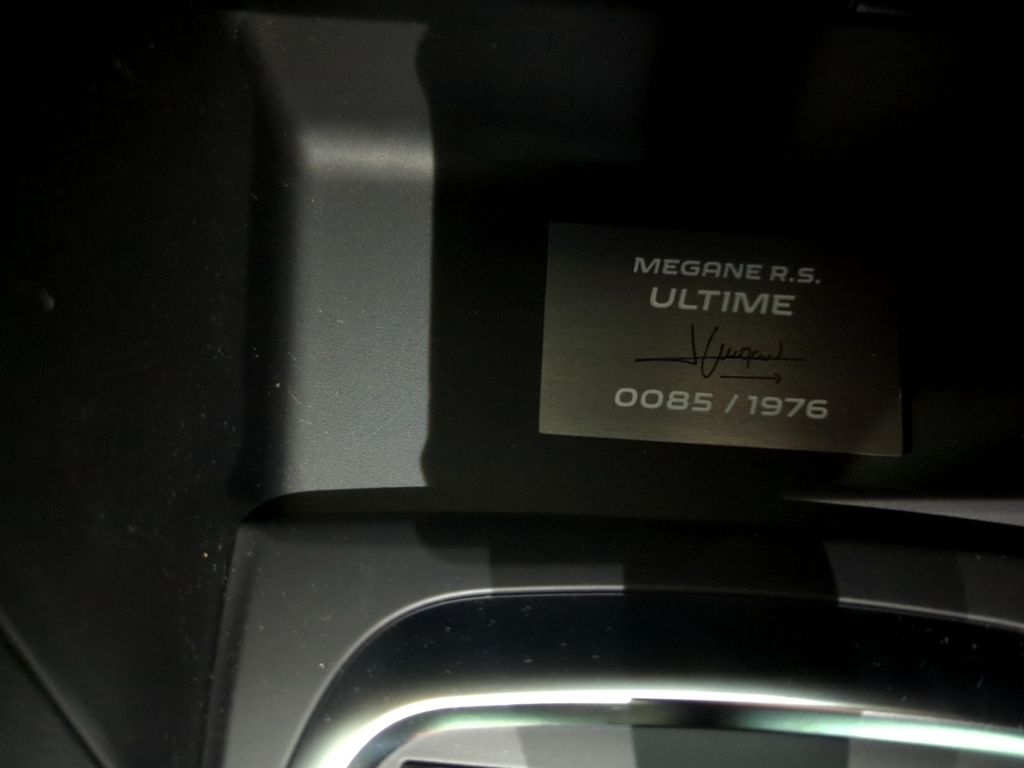 MEGANE R.S.
ULTIME
0085 / 1976